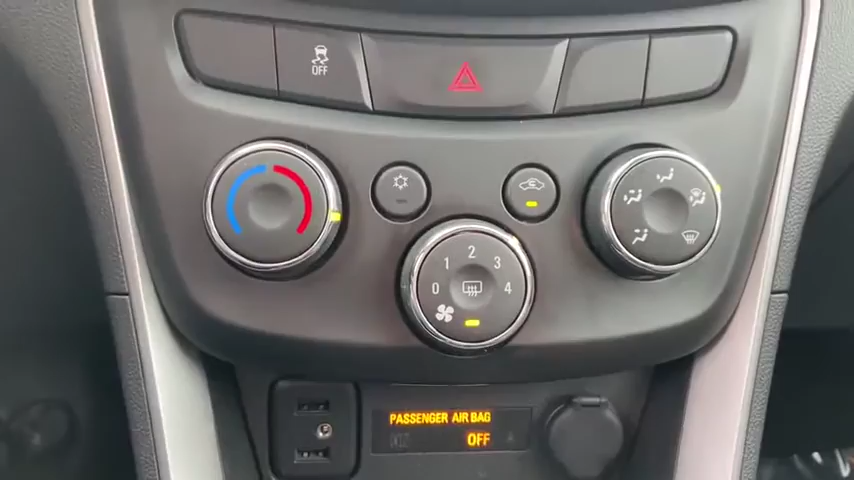 OFF
2
1 3
0 4
PASSENGER AIR BAG
OFF